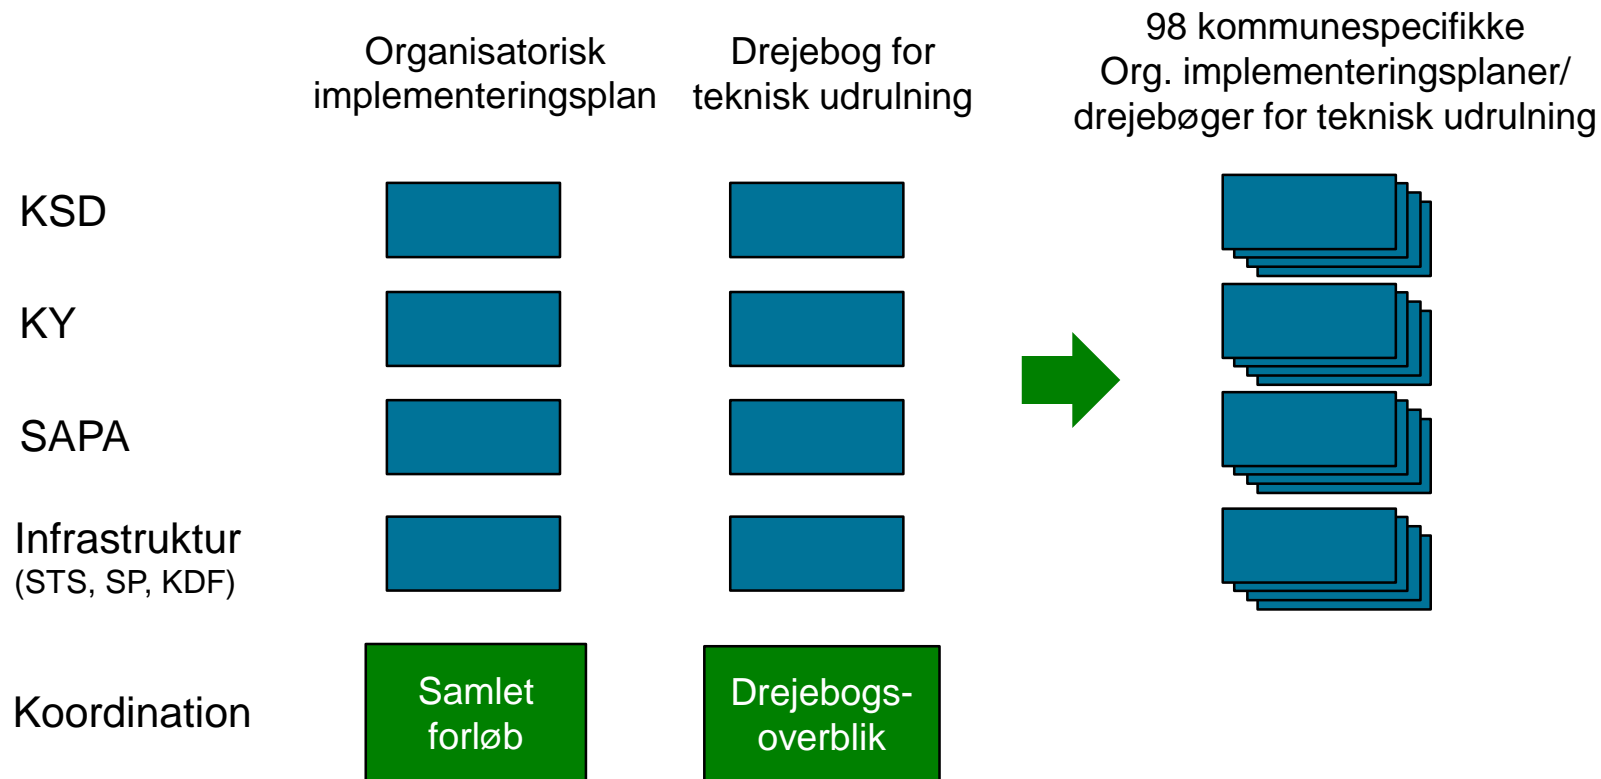 Organisatorisk
implementeringsplan
Drejebog for
teknisk udrulning
98 kommunespecifikke
Org. implementeringsplaner/
drejebøger for teknisk udrulning
KSD
KY
SAPA
Infrastruktur
(STS, SP, KDF)
Koordination
Samlet
forløb
Drejebogs-
overblik